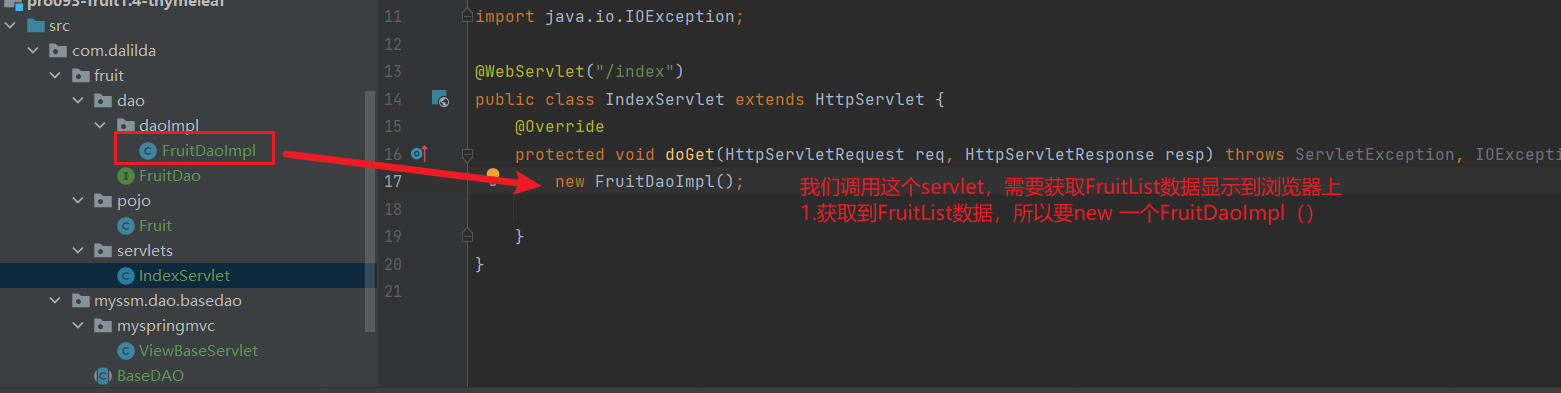 pro093-fruit1.4-thymeleaf
src
com.dalilda
fruit
dao
daoImpl
FruitDaoImpl
FruitDao
pojo
Fruit
servlets
IndexServlet
myssm.dao.basedao
myspringmvc
ViewBaseServlet
BaseDAO
11 import java.io.IOException;
12
13 @WebServlet("/index")
14 public class IndexServlet extends HttpServlet {
15 @Override
16 protected void doGet(HttpServletRequest req, HttpServletResponse resp) throws ServletException, IOExcepti
17 new FruitDaoImpl();
18
19 }
20 }
21
我们调用这个servlet，需要获取FruitList数据显示到浏览器上
1.获取到FruitList数据，所以要new 一个FruitDaoImpl（）